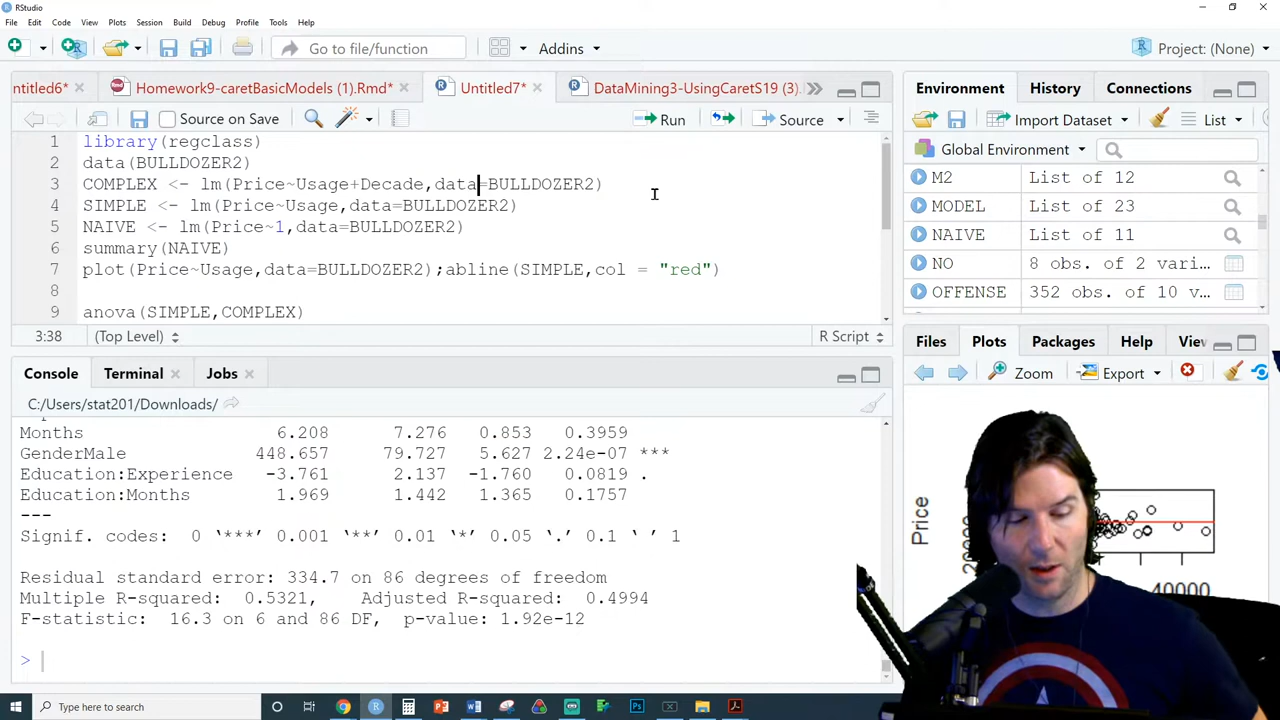 RStudio
File Edit Code View Plots Session Build Debug Profile Tools Help
Go to file/function
Addins
Project: (None)
ntitled6*
Homework9-caretBasicModels (1).Rmd*
Untitled7*
DataMining3-UsingCaretS19 (3).
Source on Save
Run
Source
1 library(regclass)
2 data(BULLDOZER2)
3 COMPLEX <- lm(Price~Usage+Decade,data=BULLDOZER2)
4 SIMPLE <- lm(Price~Usage,data=BULLDOZER2)
5 NAIVE <- lm(Price~1,data=BULLDOZER2)
6 summary(NAIVE)
7 plot(Price~Usage,data=BULLDOZER2);abline(SIMPLE,col = "red")
8
9 anova(SIMPLE,COMPLEX)
3:38 (Top Level) R Script
Console Terminal Jobs
C:/Users/stat201/Downloads/
Months 6.208 7.276 0.853 0.3959
GenderMale 448.657 79.727 5.627 2.24e-07 ***
Education:Experience -3.761 2.137 -1.760 0.0819 .
Education:Months 1.969 1.442 1.365 0.1757
---
Signif. codes: 0 ‘***’ 0.001 ‘**’ 0.01 ‘*’ 0.05 ‘.’ 0.1 ‘ ’ 1
Residual standard error: 334.7 on 86 degrees of freedom
Multiple R-squared: 0.5321, Adjusted R-squared: 0.4994
F-statistic: 16.3 on 6 and 86 DF, p-value: 1.92e-12
>
Environment History Connections
Import Dataset
List
Global Environment
M2 List of 12
MODEL List of 23
NAIVE List of 11
NO 8 obs. of 2 vari...
OFFENSE 352 obs. of 10 v...
Files Plots Packages Help Viev
Zoom Export
Price
40000
Type here to search